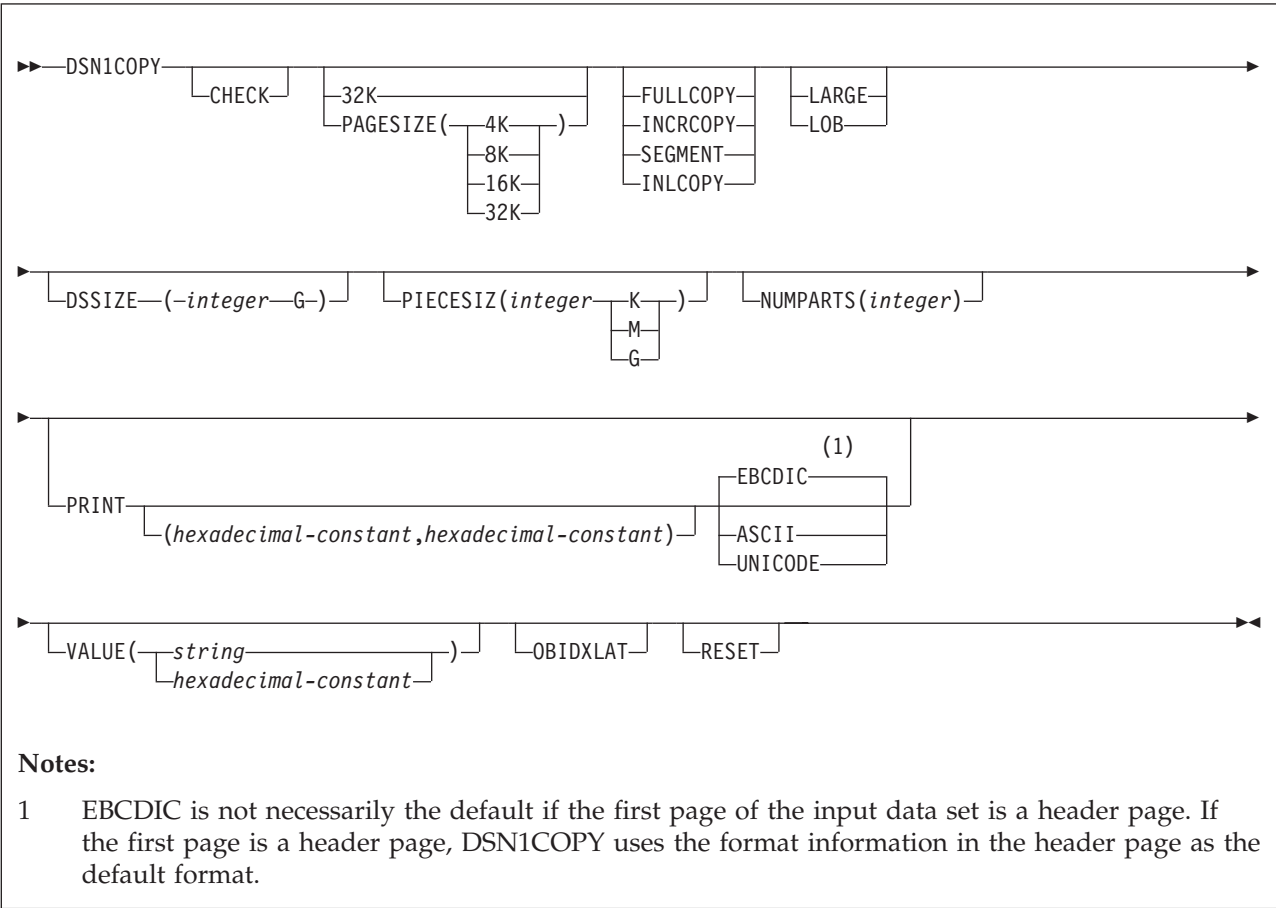 DSN1COPY
CHECK
32K
PAGESIZE( 4K )
8K
16K
32K
FULLCOPY
INCRCOPY
SEGMENT
INLCOPY
LARGE
LOB
DSSIZE ( integer G )
PIECESIZ(integer K )
M
G
NUMPARTS(integer)
PRINT
(hexadecimal-constant,hexadecimal-constant)
(1)
EBCDIC
ASCII
UNICODE
VALUE( string )
hexadecimal-constant
OBIDXLAT
RESET
Notes:
1 EBCDIC is not necessarily the default if the first page of the input data set is a header page. If
the first page is a header page, DSN1COPY uses the format information in the header page as the
default format.